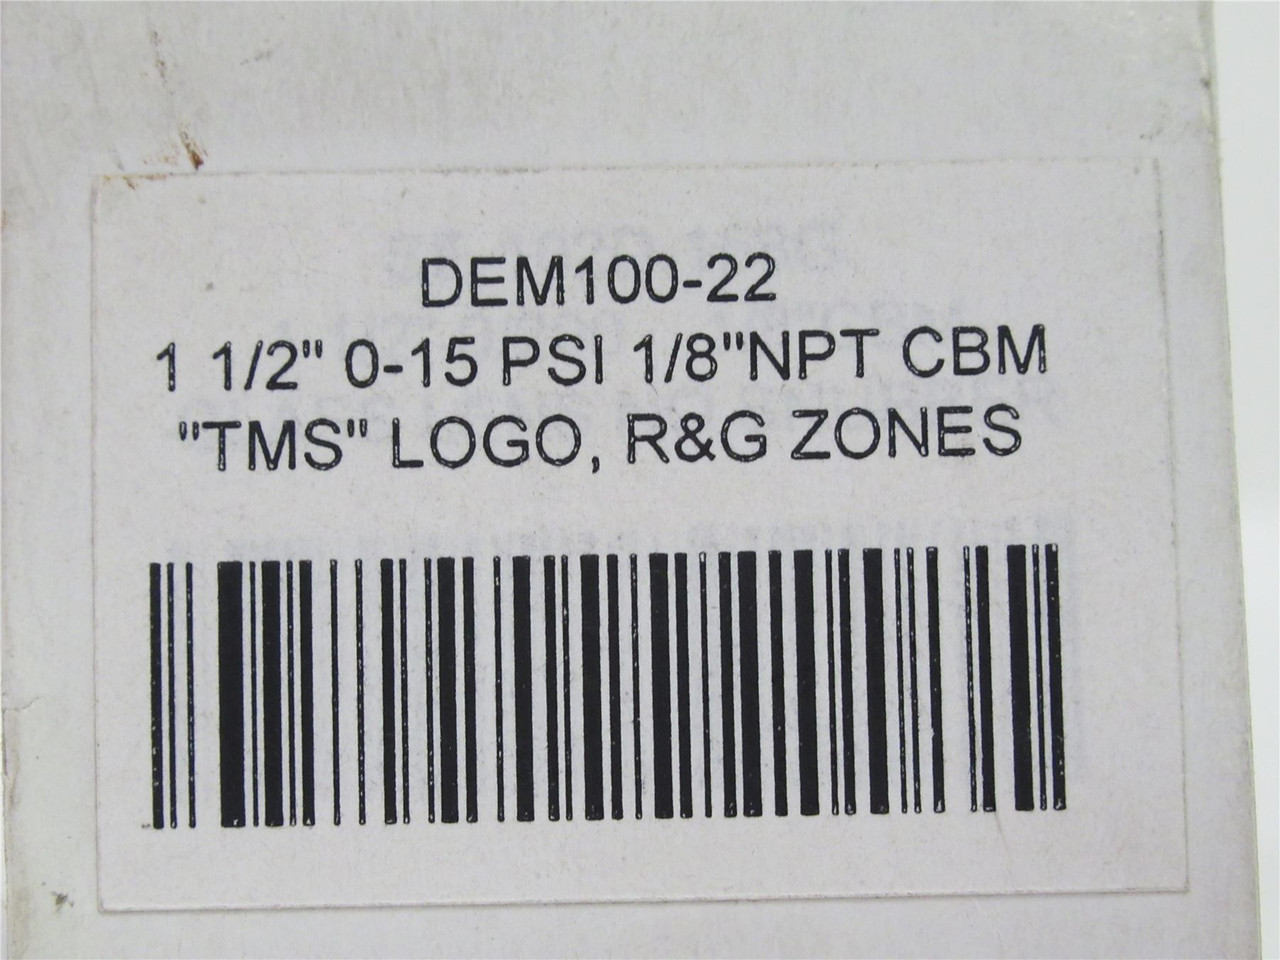 DEM100-22
1 1/2" 0-15 PSI 1/8"NPT CBM
"TMS" LOGO, R&G ZONES